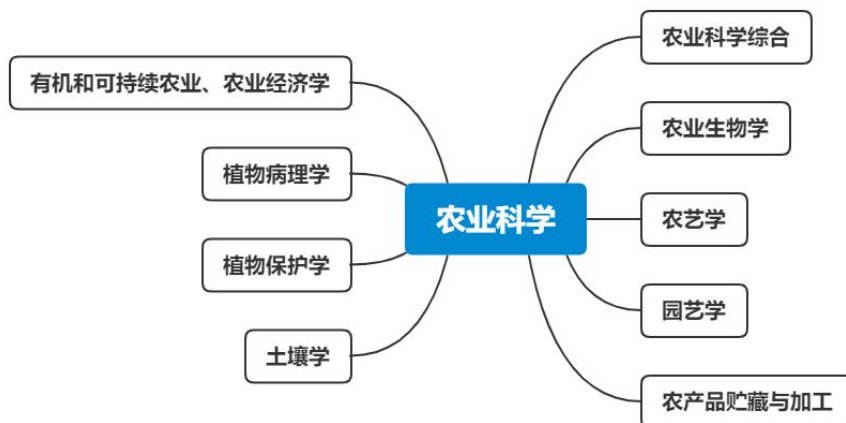 农业科学
农业科学综合
农业生物学
农艺学
园艺学
农产品贮藏与加工
有机和可持续农业、农业经济学
植物病理学
植物保护学
土壤学